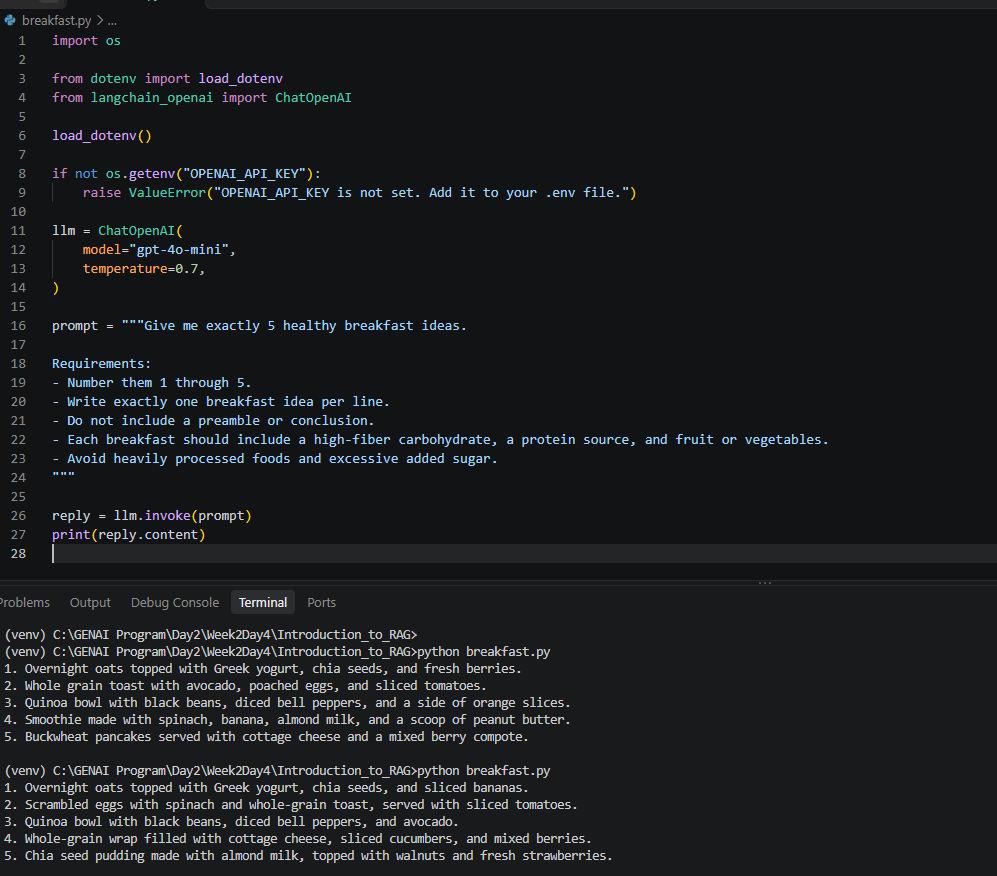 breakfast.py > ...
1 import os
2
3 from dotenv import load_dotenv
4 from langchain_openai import ChatOpenAI
5
6 load_dotenv()
7
8 if not os.getenv("OPENAI_API_KEY"):
9     raise ValueError("OPENAI_API_KEY is not set. Add it to your .env file.")
10
11 llm = ChatOpenAI(
12     model="gpt-4o-mini",
13     temperature=0.7,
14 )
15
16 prompt = """Give me exactly 5 healthy breakfast ideas.
17
18 Requirements:
19 - Number them 1 through 5.
20 - Write exactly one breakfast idea per line.
21 - Do not include a preamble or conclusion.
22 - Each breakfast should include a high-fiber carbohydrate, a protein source, and fruit or vegetables.
23 - Avoid heavily processed foods and excessive added sugar.
24 """
25
26 reply = llm.invoke(prompt)
27 print(reply.content)
28
Problems Output Debug Console Terminal Ports
(venv) C:\GENAI Program\Day2\Week2Day4\Introduction_to_RAG>
(venv) C:\GENAI Program\Day2\Week2Day4\Introduction_to_RAG>python breakfast.py
1. Overnight oats topped with Greek yogurt, chia seeds, and fresh berries.
2. Whole grain toast with avocado, poached eggs, and sliced tomatoes.
3. Quinoa bowl with black beans, diced bell peppers, and a side of orange slices.
4. Smoothie made with spinach, banana, almond milk, and a scoop of peanut butter.
5. Buckwheat pancakes served with cottage cheese and a mixed berry compote.

(venv) C:\GENAI Program\Day2\Week2Day4\Introduction_to_RAG>python breakfast.py
1. Overnight oats topped with Greek yogurt, chia seeds, and sliced bananas.
2. Scrambled eggs with spinach and whole-grain toast, served with sliced tomatoes.
3. Quinoa bowl with black beans, diced bell peppers, and avocado.
4. Whole-grain wrap filled with cottage cheese, sliced cucumbers, and mixed berries.
5. Chia seed pudding made with almond milk, topped with walnuts and fresh strawberries.